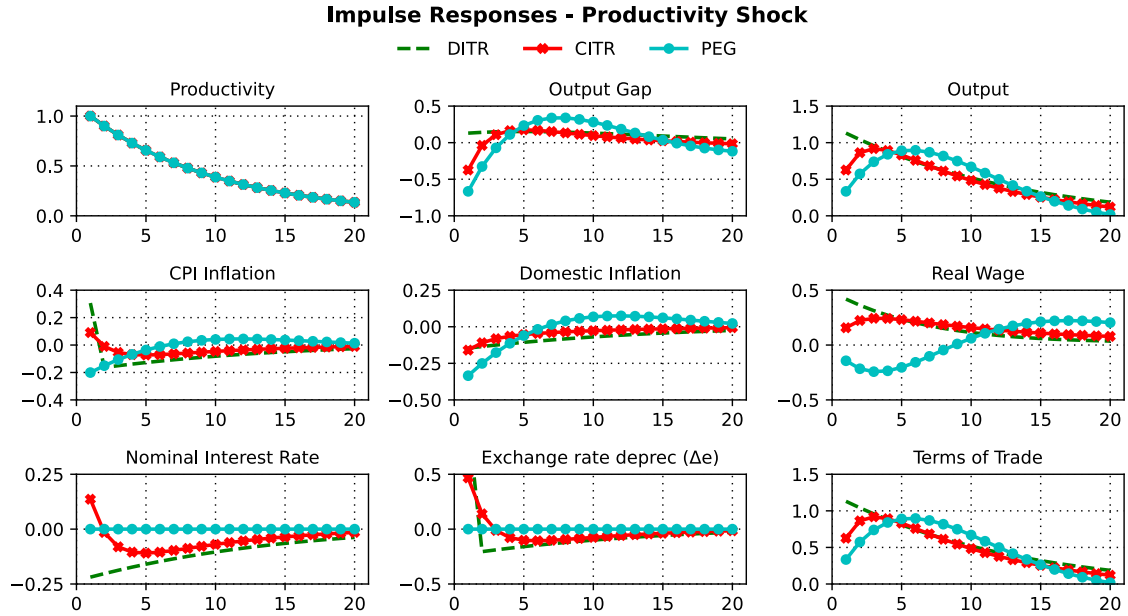 Impulse Responses - Productivity Shock
DITR CITR PEG
Productivity Output Gap Output
1.0 0.5 0.0
0.5 0.0 −0.5 −1.0
1.5 1.0 0.5 0.0
0 5 10 15 20 0 5 10 15 20 0 5 10 15 20
CPI Inflation Domestic Inflation Real Wage
0.4 0.2 0.0 −0.2 −0.4
0.25 0.00 −0.25 −0.50
0.5 0.0 −0.5
0 5 10 15 20 0 5 10 15 20 0 5 10 15 20
Nominal Interest Rate Exchange rate deprec (Δe) Terms of Trade
0.25 0.00 −0.25
0.5 0.0 −0.5
1.5 1.0 0.5 0.0
0 5 10 15 20 0 5 10 15 20 0 5 10 15 20